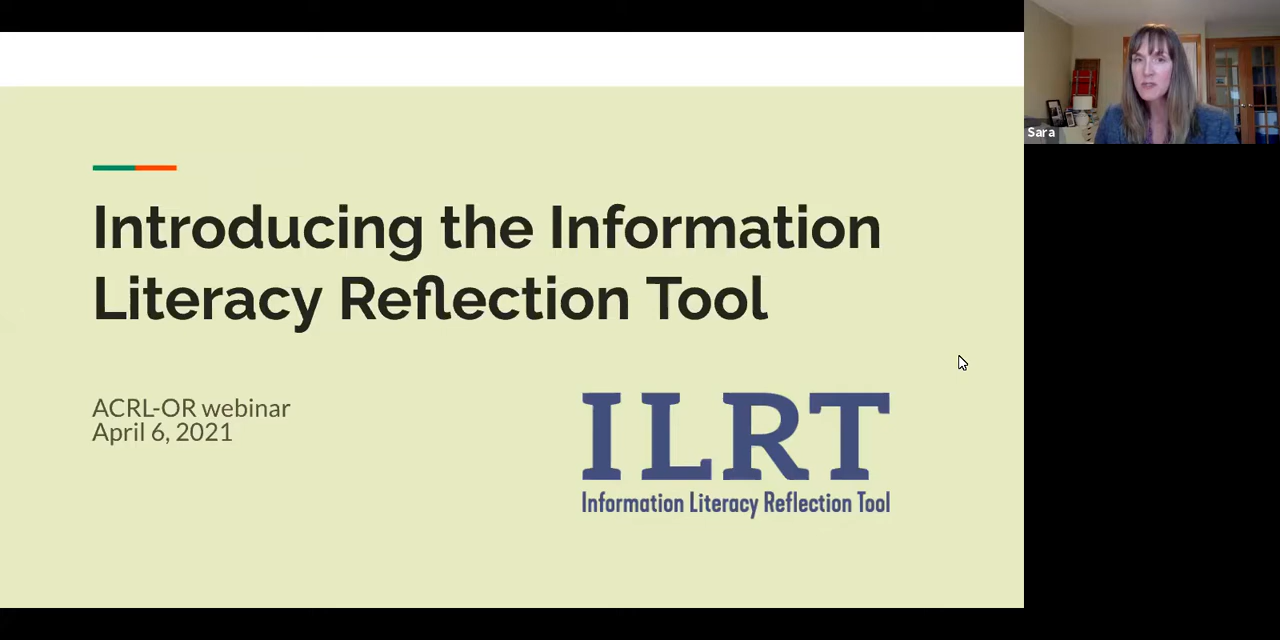 Introducing the Information
Literacy Reflection Tool
ACRL-OR webinar
April 6, 2021
ILRT
Information Literacy Reflection Tool
Sara